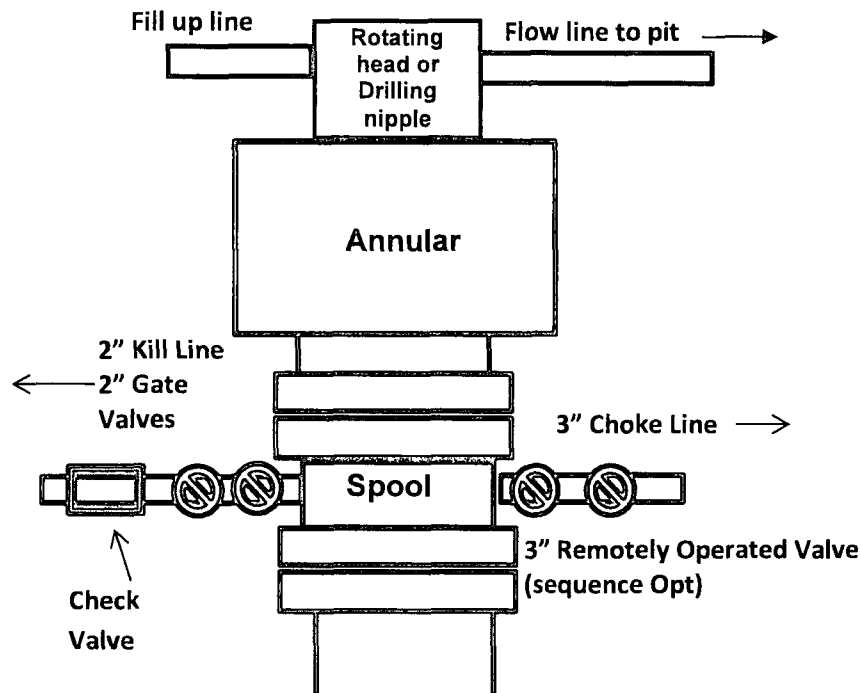 Fill up line
Rotating
head or
Drilling
nipple
Flow line to pit
Annular
2” Kill Line
2” Gate
Valves
3” Choke Line
Spool
3” Remotely Operated Valve
(sequence Opt)
Check
Valve